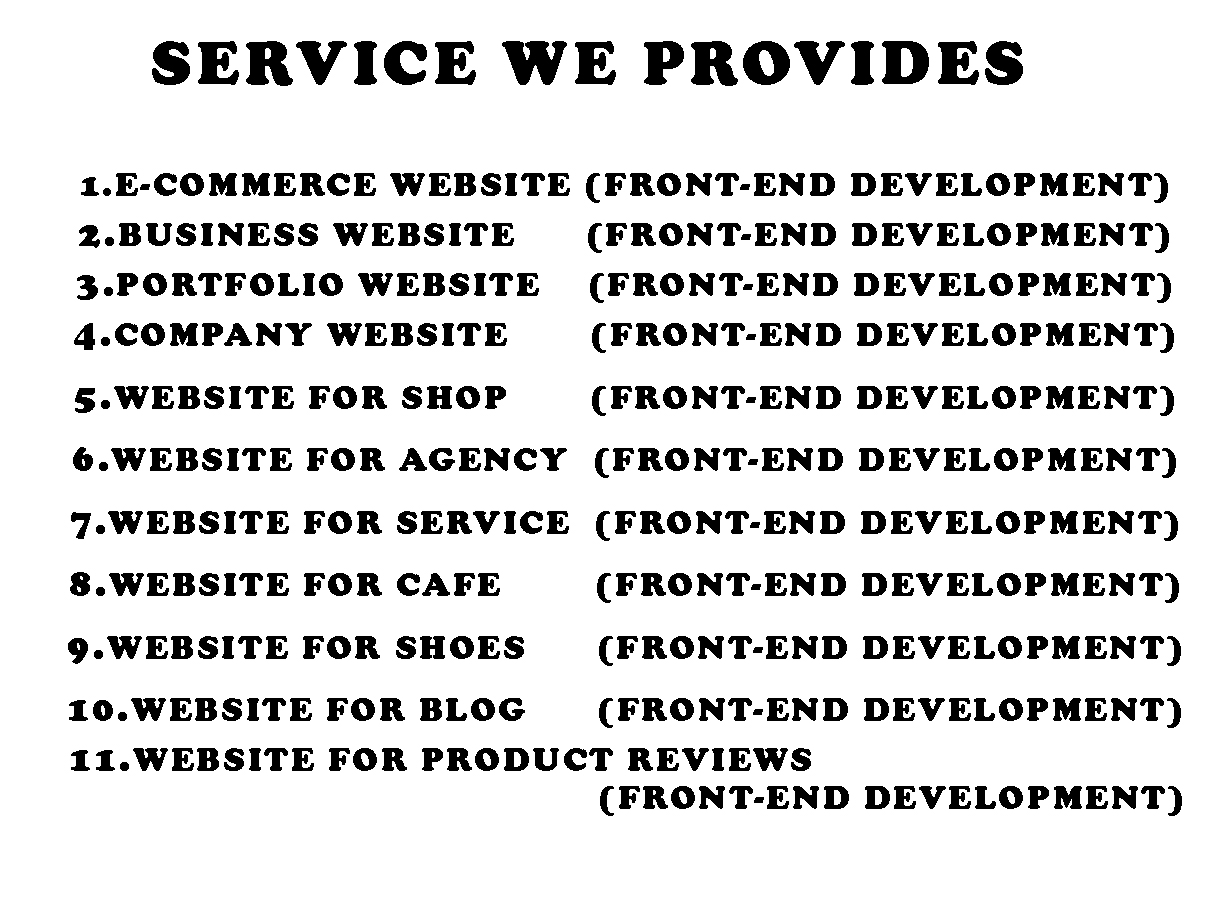 SERVICE WE PROVIDES
1.E-COMMERCE WEBSITE (FRONT-END DEVELOPMENT)
2.BUSINESS WEBSITE (FRONT-END DEVELOPMENT)
3.PORTFOLIO WEBSITE (FRONT-END DEVELOPMENT)
4.COMPANY WEBSITE (FRONT-END DEVELOPMENT)
5.WEBSITE FOR SHOP (FRONT-END DEVELOPMENT)
6.WEBSITE FOR AGENCY (FRONT-END DEVELOPMENT)
7.WEBSITE FOR SERVICE (FRONT-END DEVELOPMENT)
8.WEBSITE FOR CAFE (FRONT-END DEVELOPMENT)
9.WEBSITE FOR SHOES (FRONT-END DEVELOPMENT)
10.WEBSITE FOR BLOG (FRONT-END DEVELOPMENT)
11.WEBSITE FOR PRODUCT REVIEWS
(FRONT-END DEVELOPMENT)